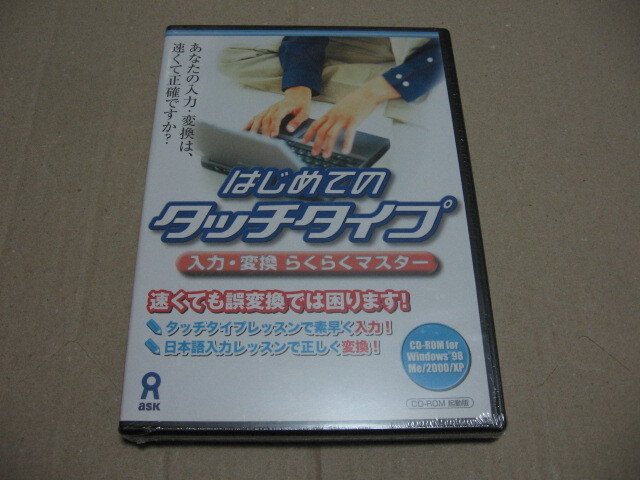 あなたの入力・変換は、
速くて正確ですか?
はじめての
タッチタイプ
入力・変換 らくらくマスター
速くても誤変換では困ります!
タッチタイプレッスンで素早く入力!
日本語入力レッスンで正しく変換!
CD-ROM for
Windows®98
Me/2000/XP
ask
CD-ROM 起動版